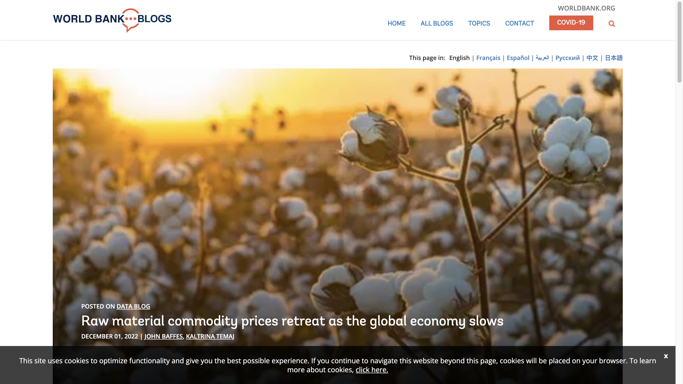 WORLDBANK.ORG
WORLD BANK BLOGS
HOME ALL BLOGS TOPICS CONTACT COVID-19
This page in: English | Français | Español | العربية | Русский | 中文 | 日本語
POSTED ON DATA BLOG
Raw material commodity prices retreat as the global economy slows
DECEMBER 01, 2022 | JOHN BAFFES, KALTRINA TEMAJ
x
This site uses cookies to optimize functionality and give you the best possible experience. If you continue to navigate this website beyond this page, cookies will be placed on your browser. To learn
more about cookies, click here.